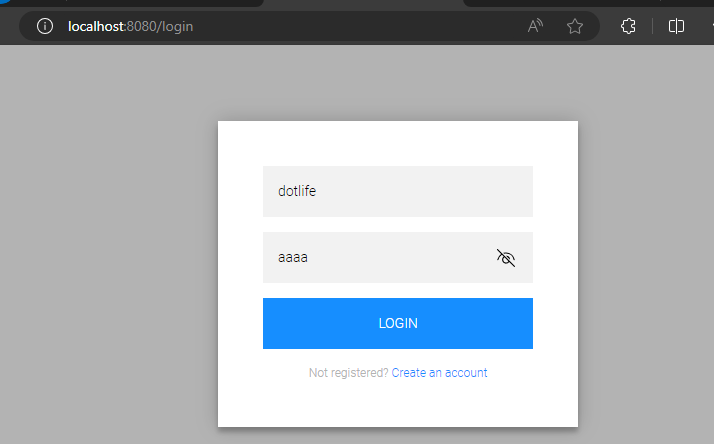 localhost:8080/login
dotlife
aaaa
LOGIN
Not registered? Create an account